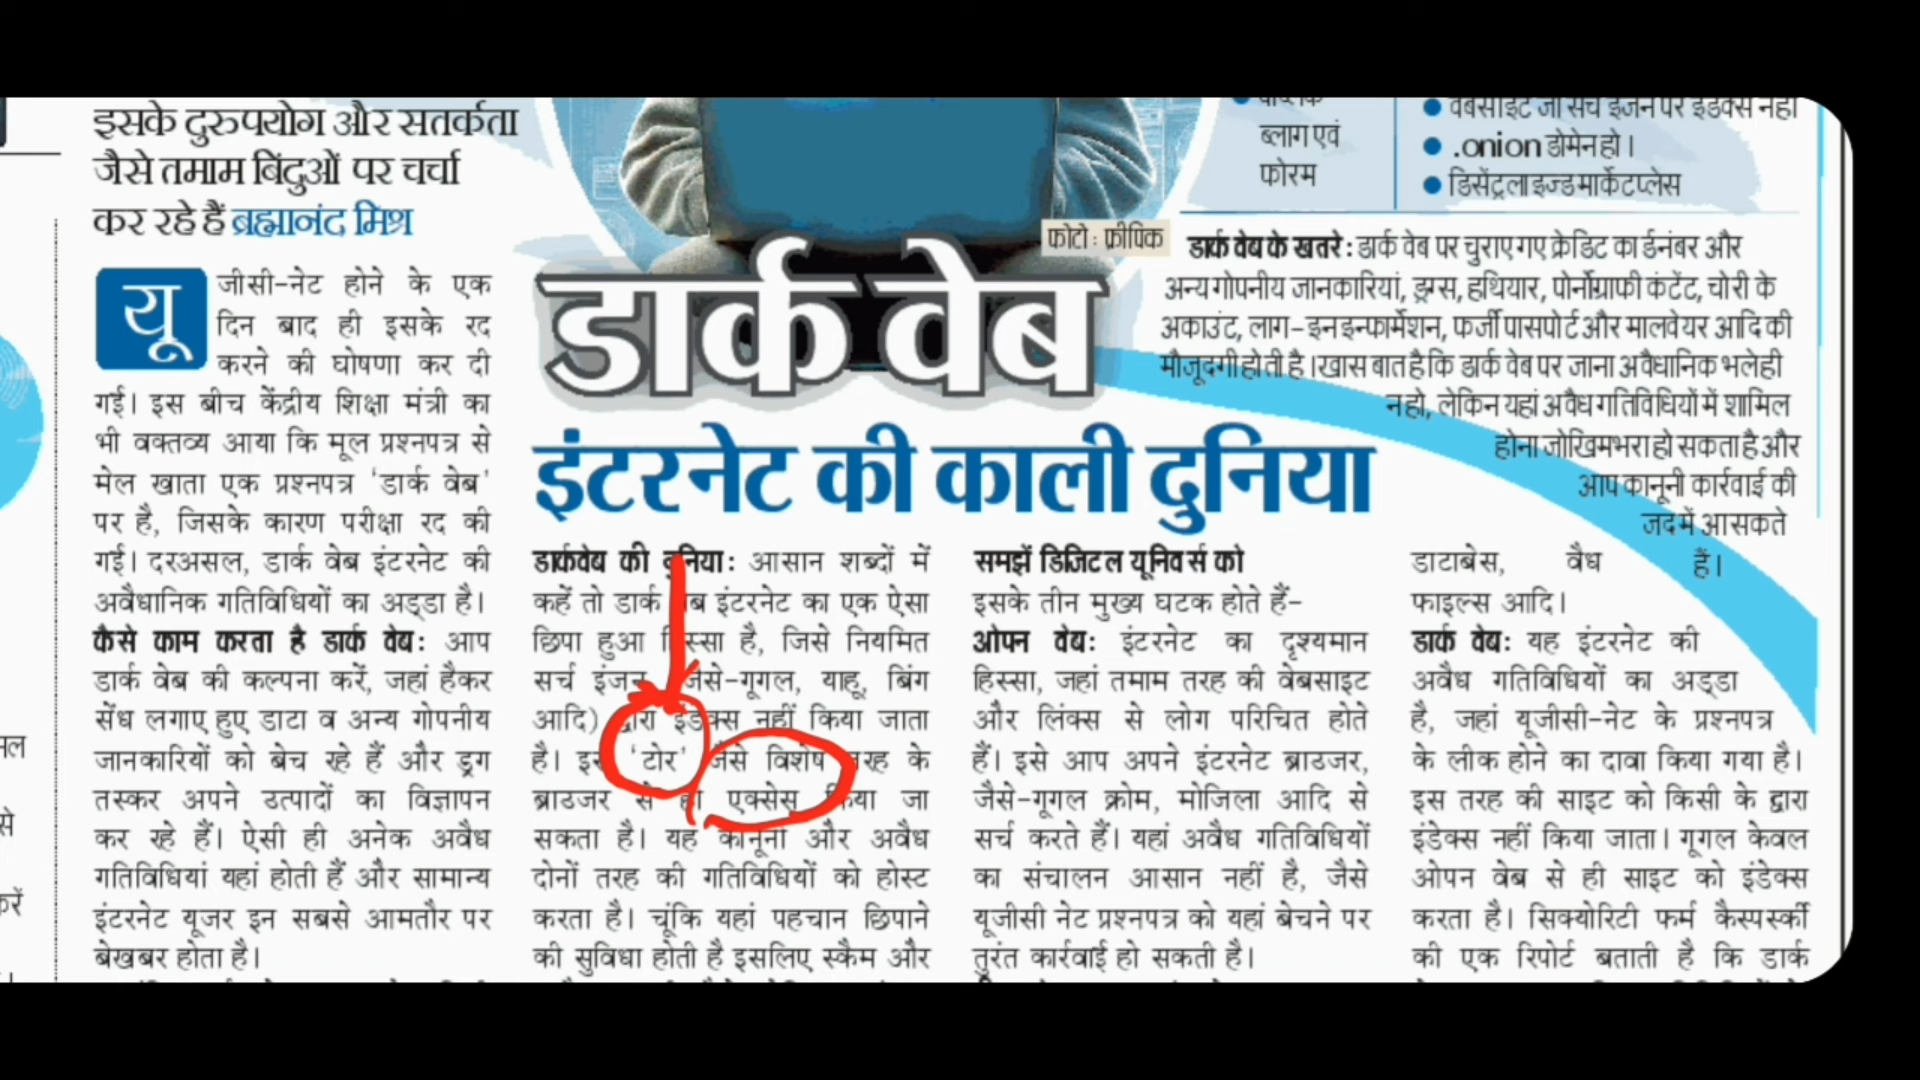 इसके दुरुपयोग और सतर्कता
जैसे तमाम बिंदुओं पर चर्चा
कर रहे हैं ब्रह्मानंद मिश्र
यू
जीसी-नेट होने के एक
दिन बाद ही इसके रद
करने की घोषणा कर दी
गई। इस बीच केंद्रीय शिक्षा मंत्री का
भी वक्तव्य आया कि मूल प्रश्नपत्र से
मेल खाता एक प्रश्नपत्र ‘डार्क वेब’
पर है, जिसके कारण परीक्षा रद की
गई। दरअसल, डार्क वेब इंटरनेट की
अवैधानिक गतिविधियों का अड्डा है।
कैसे काम करता है डार्क वेब: आप
डार्क वेब की कल्पना करें, जहां हैकर
सेंध लगाए हुए डाटा व अन्य गोपनीय
जानकारियों को बेच रहे हैं और ड्रग
तस्कर अपने उत्पादों का विज्ञापन
कर रहे हैं। ऐसी ही अनेक अवैध
गतिविधियां यहां होती हैं और सामान्य
इंटरनेट यूजर इन सबसे आमतौर पर
बेखबर होता है।
फोटो: फ्रीपिक
डार्क वेब
इंटरनेट की काली दुनिया
डार्कवेब की दुनिया: आसान शब्दों में
कहें तो डार्क वेब इंटरनेट का एक ऐसा
छिपा हुआ हिस्सा है, जिसे नियमित
सर्च इंजन जैसे-गूगल, याहू, बिंग
आदि) द्वारा इंडेक्स नहीं किया जाता
है। इसे ‘टोर’ जैसे विशेष तरह के
ब्राउजर से ही एक्सेस किया जा
सकता है। यह कानूनी और अवैध
दोनों तरह की गतिविधियों को होस्ट
करता है। चूंकि यहां पहचान छिपाने
की सुविधा होती है इसलिए स्कैम और
समझें डिजिटल यूनिवर्स को
इसके तीन मुख्य घटक होते हैं-
ओपन वेब: इंटरनेट का दृश्यमान
हिस्सा, जहां तमाम तरह की वेबसाइट
और लिंक्स से लोग परिचित होते
हैं। इसे आप अपने इंटरनेट ब्राउजर,
जैसे-गूगल क्रोम, मोजिला आदि से
सर्च करते हैं। यहां अवैध गतिविधियों
का संचालन आसान नहीं है, जैसे
यूजीसी नेट प्रश्नपत्र को यहां बेचने पर
तुरंत कार्रवाई हो सकती है।
पब्लिक
ब्लाग एवं
फोरम
वेबसाइट जो सर्च इंजन पर इंडेक्स नहीं
.onion डोमेन हो।
डिसेंट्रलाइज्ड मार्केटप्लेस
डार्क वेब के खतरे: डार्क वेब पर चुराए गए क्रेडिट कार्ड नंबर और
अन्य गोपनीय जानकारियां, ड्रग्स, हथियार, पोर्नोग्राफी कंटेंट, चोरी के
अकाउंट, लाग-इन इन्फार्मेशन, फर्जी पासपोर्ट और मालवेयर आदि की
मौजूदगी होती है। खास बात है कि डार्क वेब पर जाना अवैधानिक भले ही
न हो, लेकिन यहां अवैध गतिविधियों में शामिल
होना जोखिमभरा हो सकता है और
आप कानूनी कार्रवाई की
जद में आ सकते
हैं।
डाटाबेस, वैध
फाइल्स आदि।
डार्क वेब: यह इंटरनेट की
अवैध गतिविधियों का अड्डा
है, जहां यूजीसी-नेट के प्रश्नपत्र
के लीक होने का दावा किया गया है।
इस तरह की साइट को किसी के द्वारा
इंडेक्स नहीं किया जाता। गूगल केवल
ओपन वेब से ही साइट को इंडेक्स
करता है। सिक्योरिटी फर्म कैस्पर्स्की
की एक रिपोर्ट बताती है कि डार्क